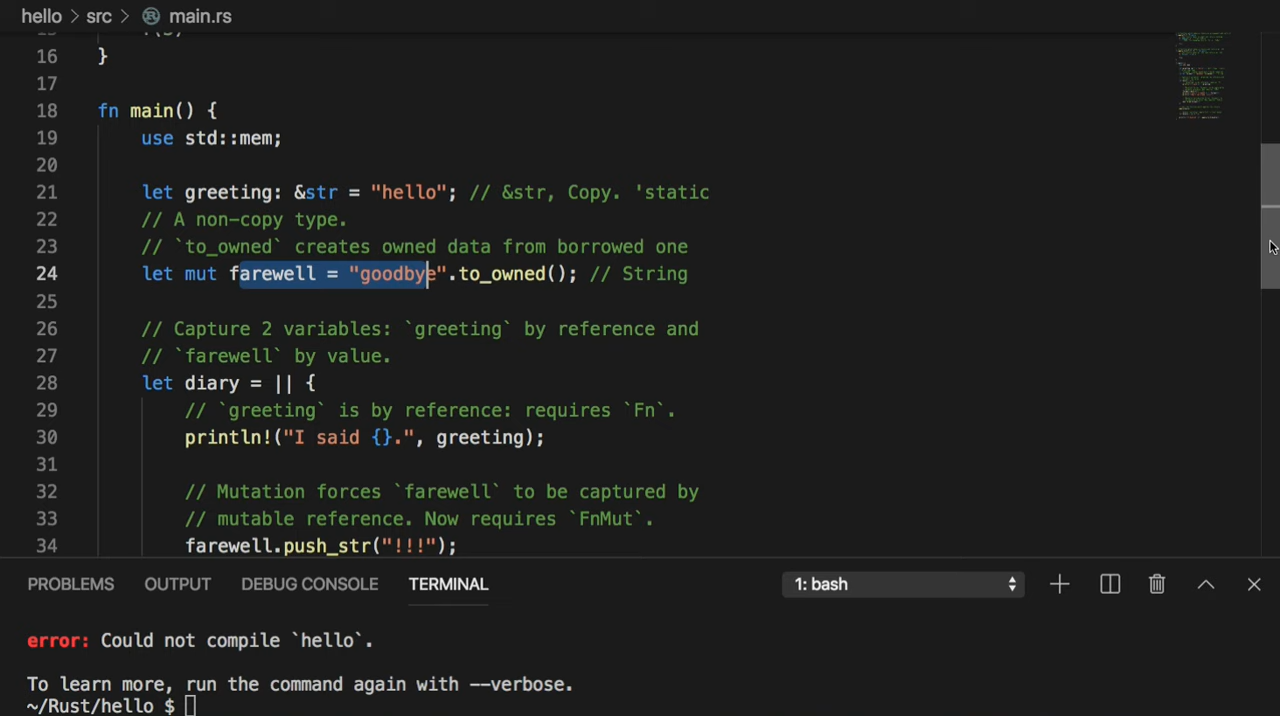 hello > src > main.rs
16 }
17
18 fn main() {
19 use std::mem;
20
21 let greeting: &str = "hello"; // &str, Copy. 'static
22 // A non-copy type.
23 // `to_owned` creates owned data from borrowed one
24 let mut farewell = "goodbye".to_owned(); // String
25
26 // Capture 2 variables: `greeting` by reference and
27 // `farewell` by value.
28 let diary = || {
29 // `greeting` is by reference: requires `Fn`.
30 println!("I said {}.", greeting);
31
32 // Mutation forces `farewell` to be captured by
33 // mutable reference. Now requires `FnMut`.
34 farewell.push_str("!!!");
PROBLEMS OUTPUT DEBUG CONSOLE TERMINAL 1: bash
error: Could not compile `hello`.
To learn more, run the command again with --verbose.
~/Rust/hello $